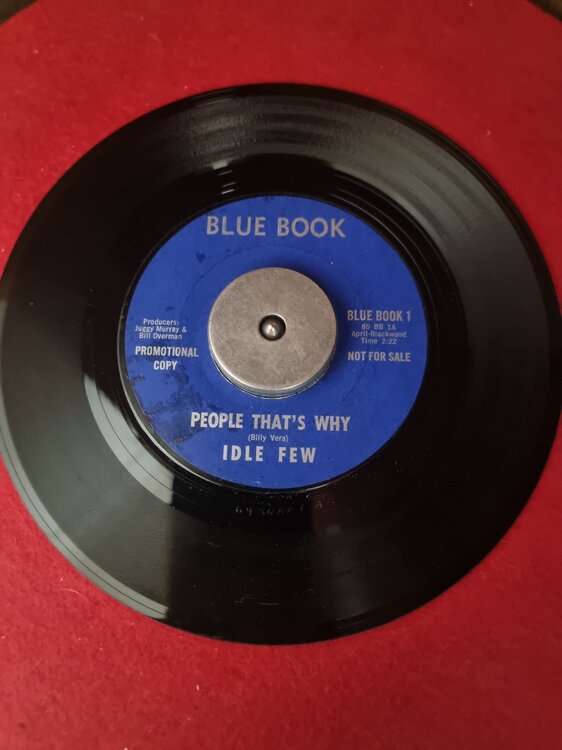 BLUE BOOK
Producers:
Juggy Murray &
Bill Overman
PROMOTIONAL
COPY
BLUE BOOK 1
69 BB 1A
April-Blackwood
Time 2:22
NOT FOR SALE
PEOPLE THAT'S WHY
(Billy Vera)
IDLE FEW